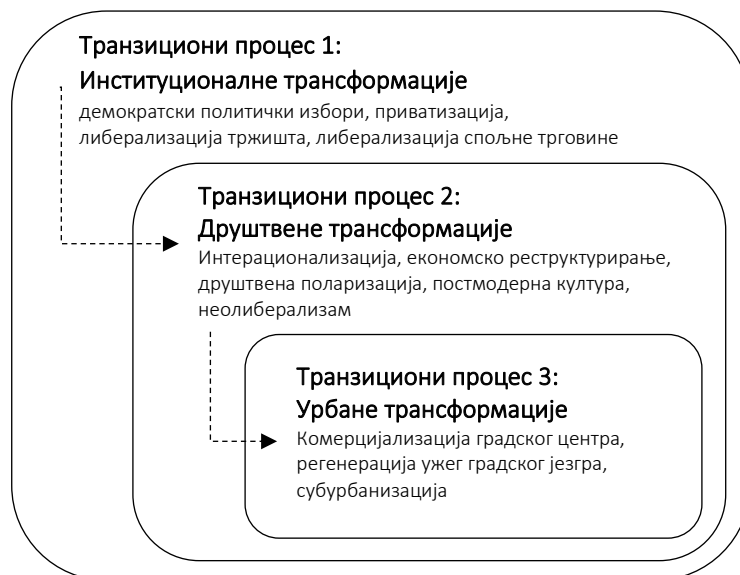 Транзициони процес 1:
Институционалне трансформације
демократски политички избори, приватизација,
либерализација тржишта, либерализација спољне трговине
Транзициони процес 2:
Друштвене трансформације
Интерационализација, економско реструктурирање,
друштвена поларизација, постмодерна култура,
неолиберализам
Транзициони процес 3:
Урбане трансформације
Комерцијализација градског центра,
регенерација ужег градског језгра,
субурбанизација